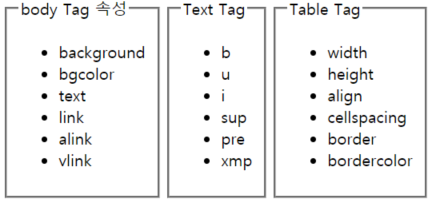 body Tag 속성
background
bgcolor
text
link
alink
vlink
Text Tag
b
u
i
sup
pre
xmp
Table Tag
width
height
align
cellspacing
border
bordercolor